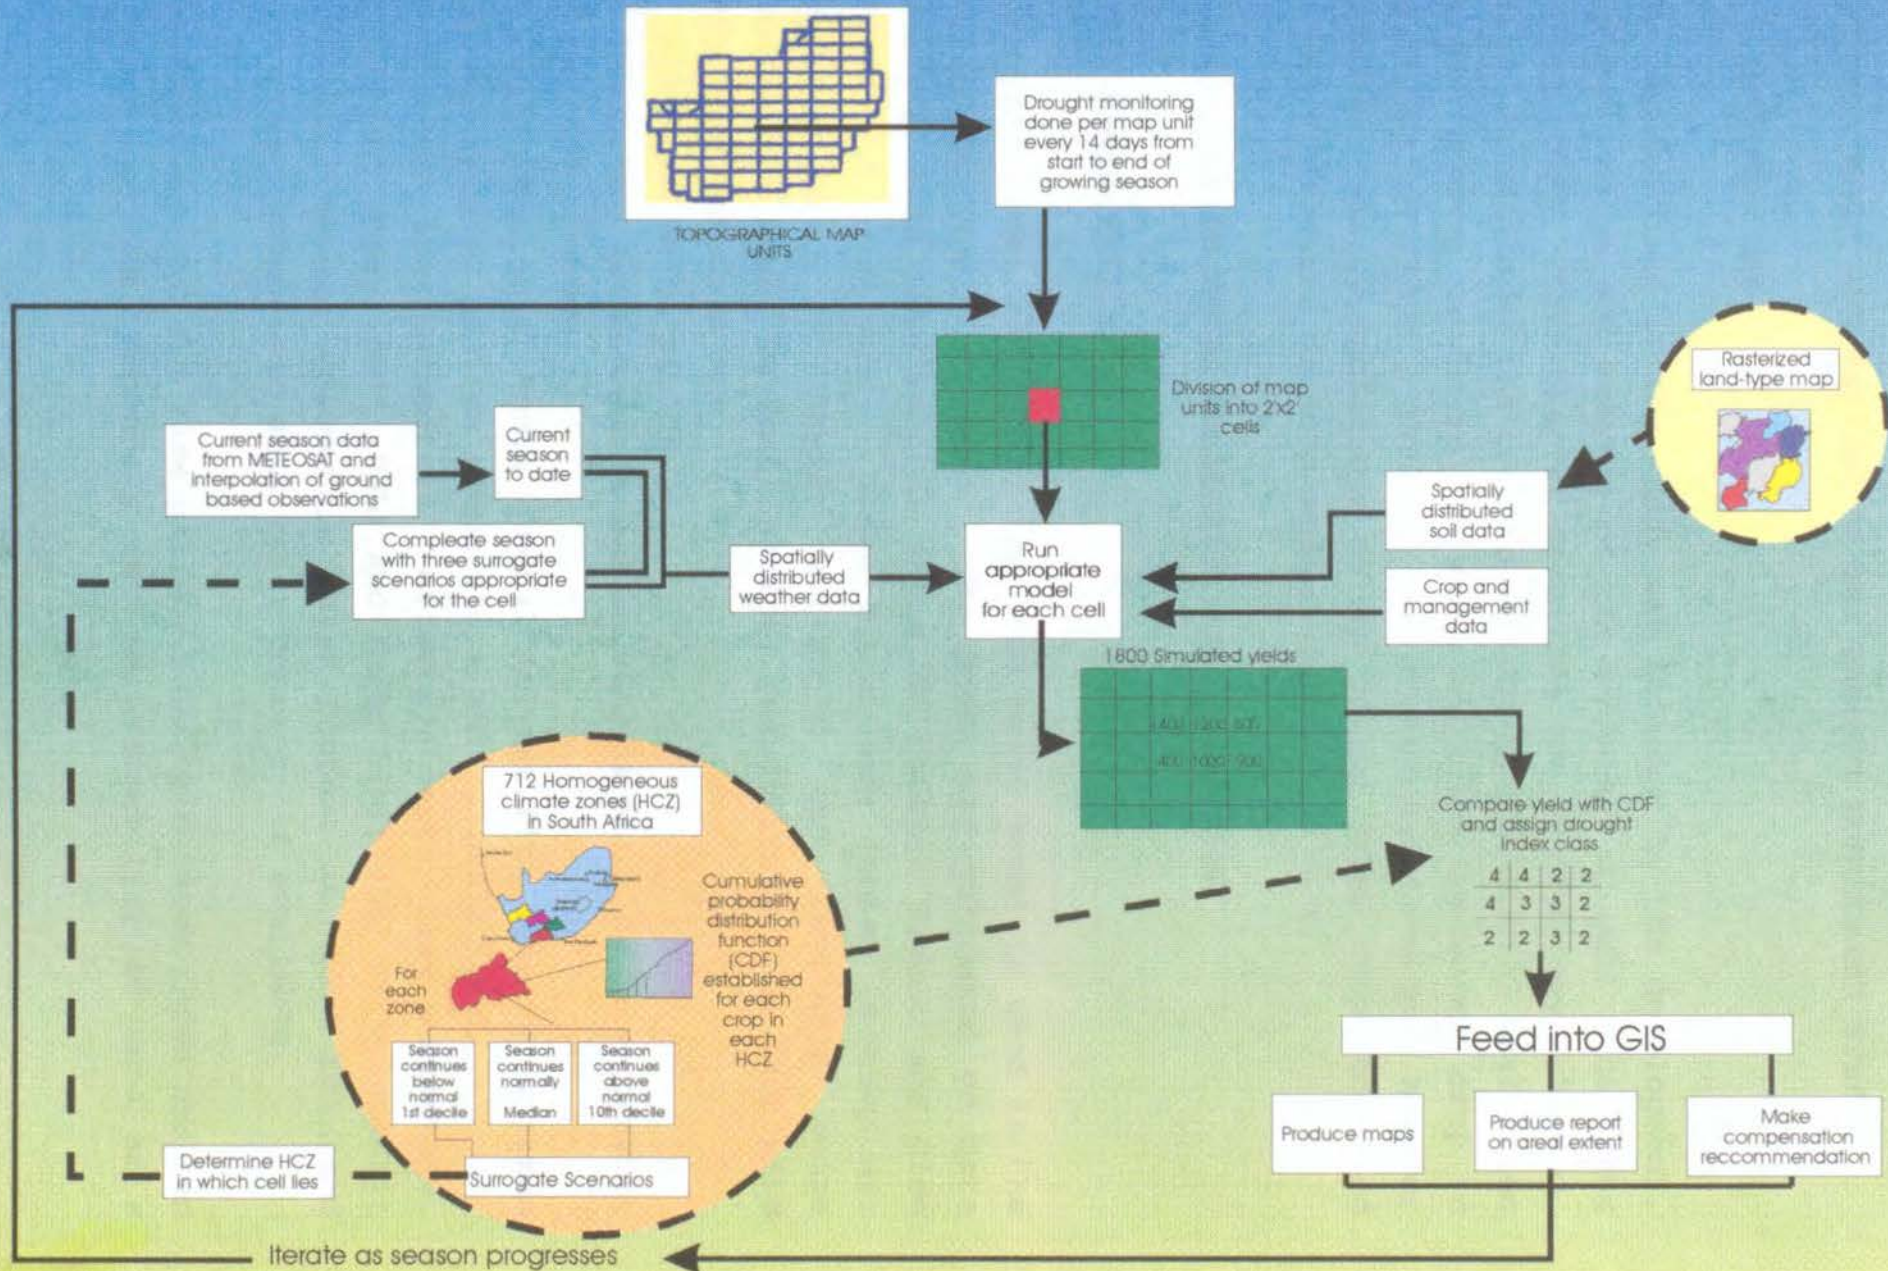 Drought monitoring
done per map unit
every 14 days from
start to end of
growing season
TOPOGRAPHICAL MAP
UNITS
Division of map
units into 2'x2'
cells
Rasterized
land-type map
Current season data
from METEOSAT and
interpolation of ground
based observations
Current
season
to date
Compleate season
with three surrogate
scenarios appropriate
for the cell
Spatially
distributed
weather data
Run
appropriate
model
for each cell
Spatially
distributed
soil data
Crop and
management
data
1800 Simulated yields
Compare yield with CDF
and assign drought
index class
4 4 2 2
4 3 3 2
2 2 3 2
712 Homogeneous
climate zones (HCZ)
in South Africa
Cumulative
probability
distribution
function
(CDF)
established
for each
crop in
each
HCZ
For
each
zone
Season
continues
below
normal
1st decile
Season
continues
normally
Median
Season
continues
above
normal
10th decile
Surrogate Scenarios
Determine HCZ
in which cell lies
Feed into GIS
Produce maps
Produce report
on areal extent
Make
compensation
reccommendation
Iterate as season progresses